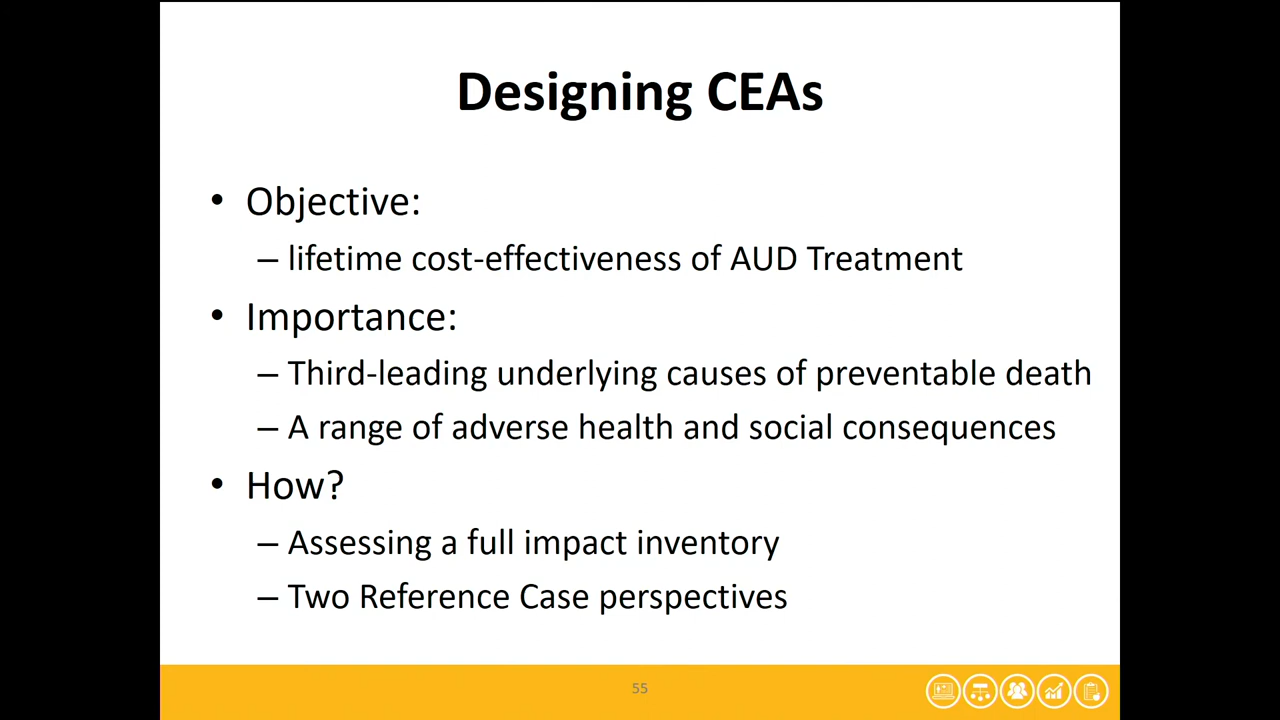 Designing CEAs
• Objective:
– lifetime cost-effectiveness of AUD Treatment
• Importance:
– Third-leading underlying causes of preventable death
– A range of adverse health and social consequences
• How?
– Assessing a full impact inventory
– Two Reference Case perspectives
55